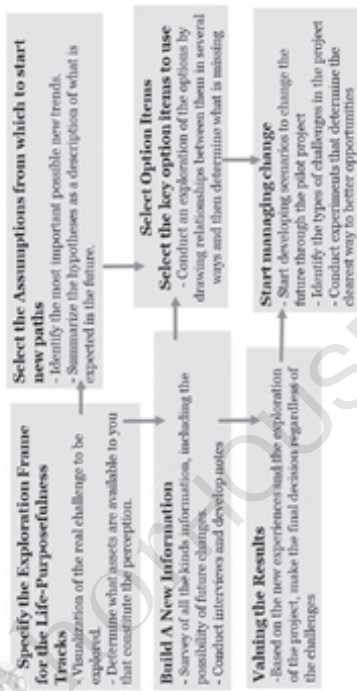 Specify the Exploration Frame
for the Life-Purposefulness
Tracks
- Visualization of the real challenge to be
explored.
- Determine what assets are available to you
that constitute the perception.
Select the Assumptions from which to start
new paths
- Identify the most important possible new trends.
- Summarize the hypotheses as a description of what is
expected in the future.
Build A New Information
- Survey of all the kinds information, including the
possibility of future changes.
- Conduct interviews and develop notes
Select Option Items
Select the key option items to use
- Conduct an exploration of the options by
drawing relationships between them in several
ways and then determine what is missing
Valuing the Results
- Based on the new experiences and the exploration
of the project, make the final decision regardless of
the challenges
Start managing change
- Start developing scenarios to change the
future through the pilot project
- Identify the types of challenges in the project
- Conduct experiments that determine the
clearest way to better opportunities